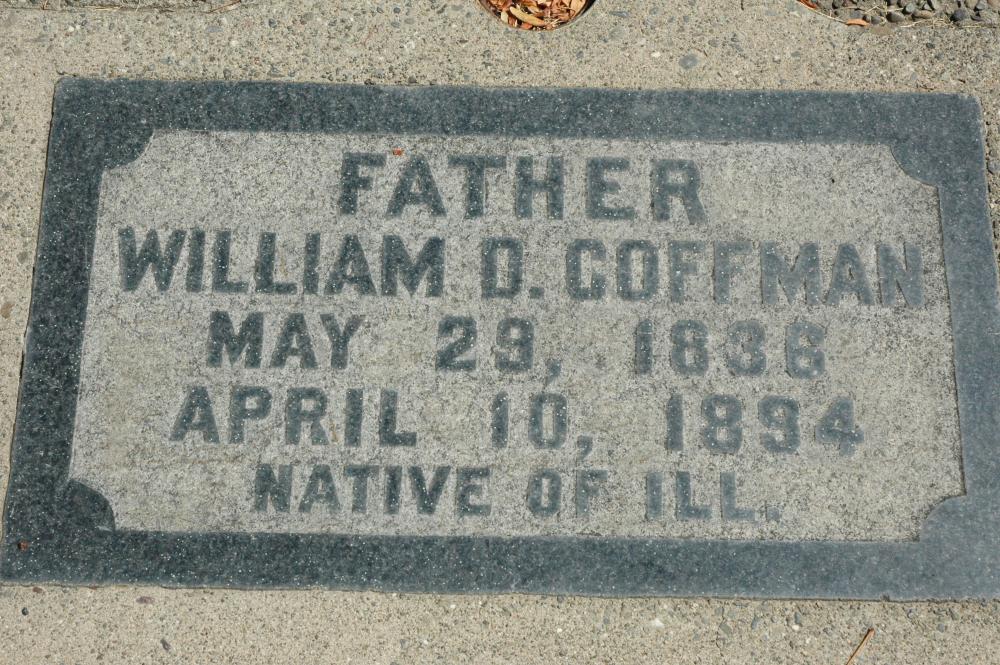 FATHER
WILLIAM D. COFFMAN
MAY 29, 1836
APRIL 10, 1894
NATIVE OF ILL.